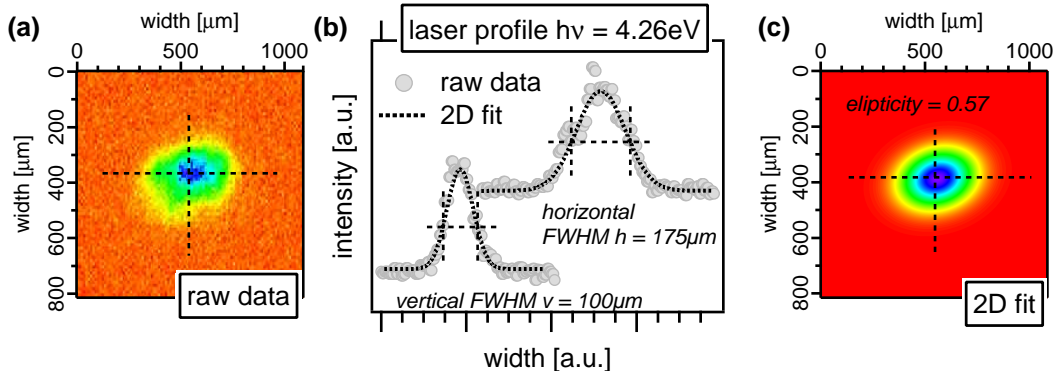 (a)
width [μm]
0
500
1000
0
200
400
600
800
width [μm]
raw data
(b)
laser profile hν = 4.26eV
raw data
2D fit
intensity [a.u.]
horizontal
FWHM h = 175μm
vertical FWHM v = 100μm
width [a.u.]
(c)
width [μm]
0
500
1000
0
200
400
600
800
width [μm]
elipticity = 0.57
2D fit